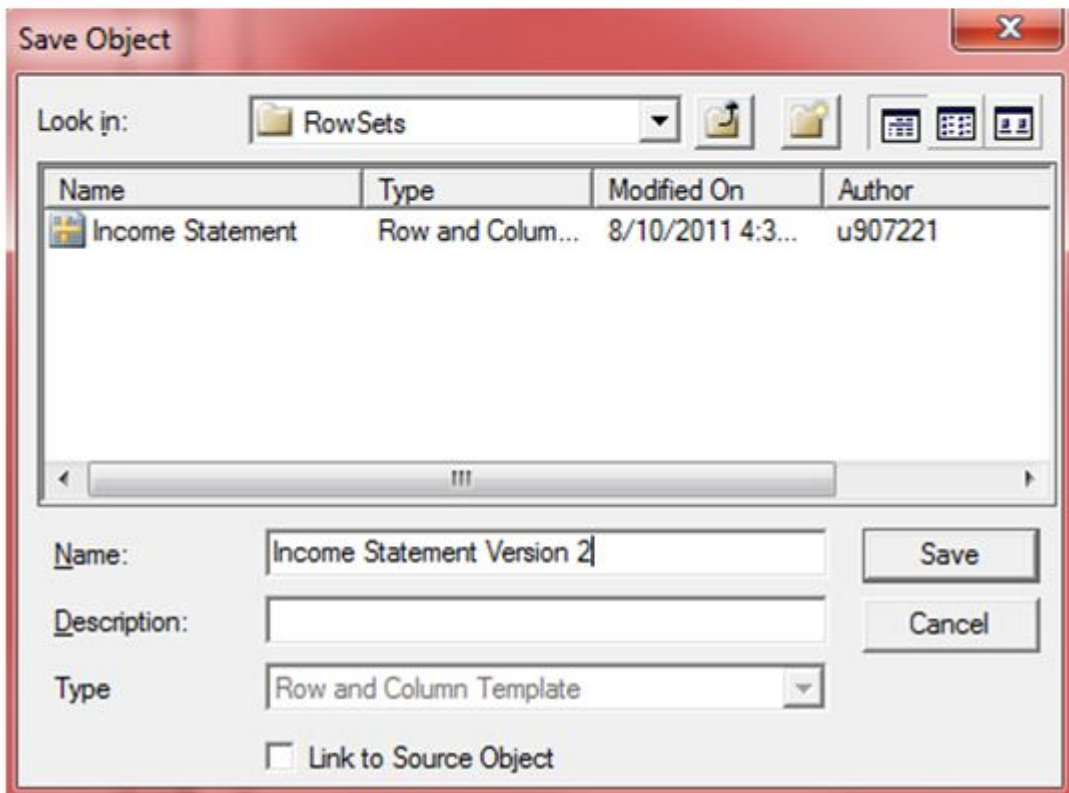 Save Object
Look in: RowSets
Name Type Modified On Author
Income Statement Row and Colum... 8/10/2011 4:3... u907221
Name: Income Statement Version 2 Save
Description: Cancel
Type Row and Column Template
Link to Source Object